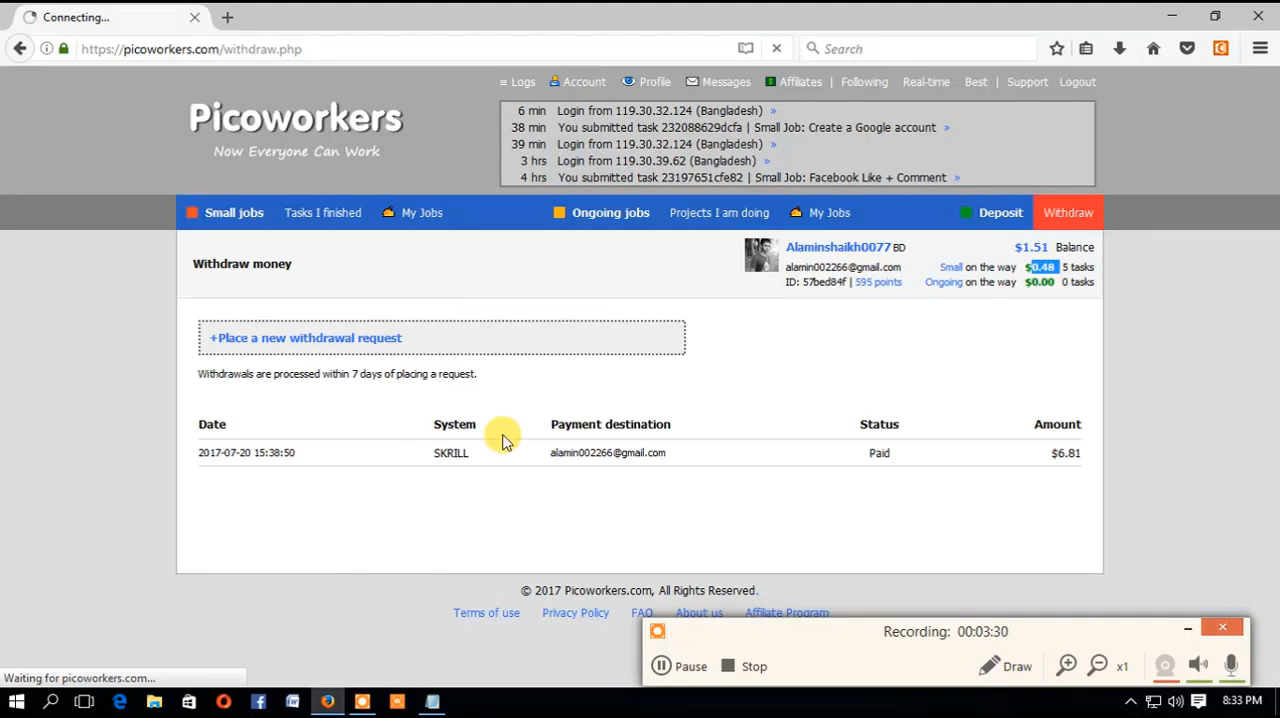 Connecting...
https://picoworkers.com/withdraw.php
Search
Logs Account Profile Messages Affiliates | Following Real-time Best | Support Logout
Picoworkers
Now Everyone Can Work
6 min Login from 119.30.32.124 (Bangladesh) »
38 min You submitted task 232088629dcfa | Small Job: Create a Google account »
39 min Login from 119.30.32.124 (Bangladesh) »
3 hrs Login from 119.30.39.62 (Bangladesh) »
4 hrs You submitted task 23197651cfe82 | Small Job: Facebook Like + Comment »
Small jobs Tasks I finished My Jobs Ongoing jobs Projects I am doing My Jobs Deposit Withdraw
Withdraw money
Alaminshaikh0077 BD
alamin002266@gmail.com
ID: 57bed84f | 595 points
$1.51 Balance
Small on the way $0.48 5 tasks
Ongoing on the way $0.00 0 tasks
+Place a new withdrawal request
Withdrawals are processed within 7 days of placing a request.
Date System Payment destination Status Amount
2017-07-20 15:38:50 SKRILL alamin002266@gmail.com Paid $6.81
© 2017 Picoworkers.com, All Rights Reserved.
Terms of use Privacy Policy FAQ About us Affiliate Program
Recording: 00:03:30
Pause Stop Draw x1
Waiting for picoworkers.com...
8:33 PM